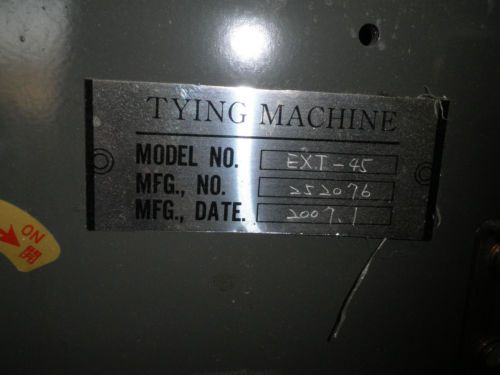 TYING MACHINE
MODEL NO. EXT-45
MFG., NO. 252076
MFG., DATE. 2007.1
ON
開